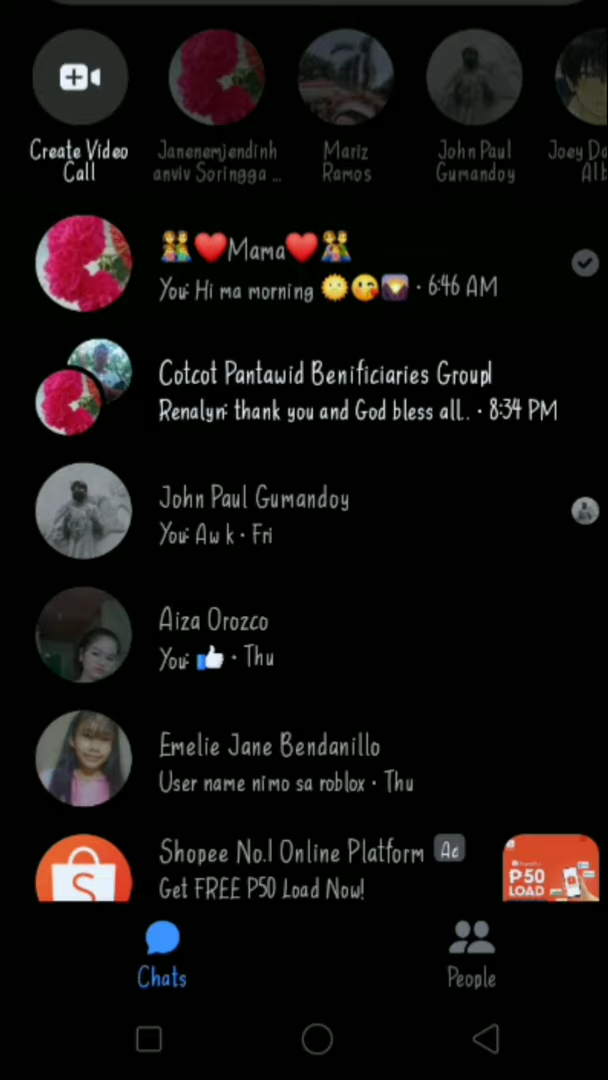 Create Video
Call
Janenemjendinh
anviv Soringga ...
Mariz
Ramos
John Paul
Gumandoy
Joey Da
Alb
👫❤️Mama❤️👫
You: Hi ma morning 🌞😘🌄 · 6:46 AM
Cotcot Pantawid Benificiaries Group!
Renalyn: thank you and God bless all.. · 8:34 PM
John Paul Gumandoy
You: Aw k · Fri
Aiza Orozco
You: 👍 · Thu
Emelie Jane Bendanillo
User name nimo sa roblox · Thu
Shopee No.1 Online Platform Ad
Get FREE P50 Load Now!
₱50
LOAD
Chats
People